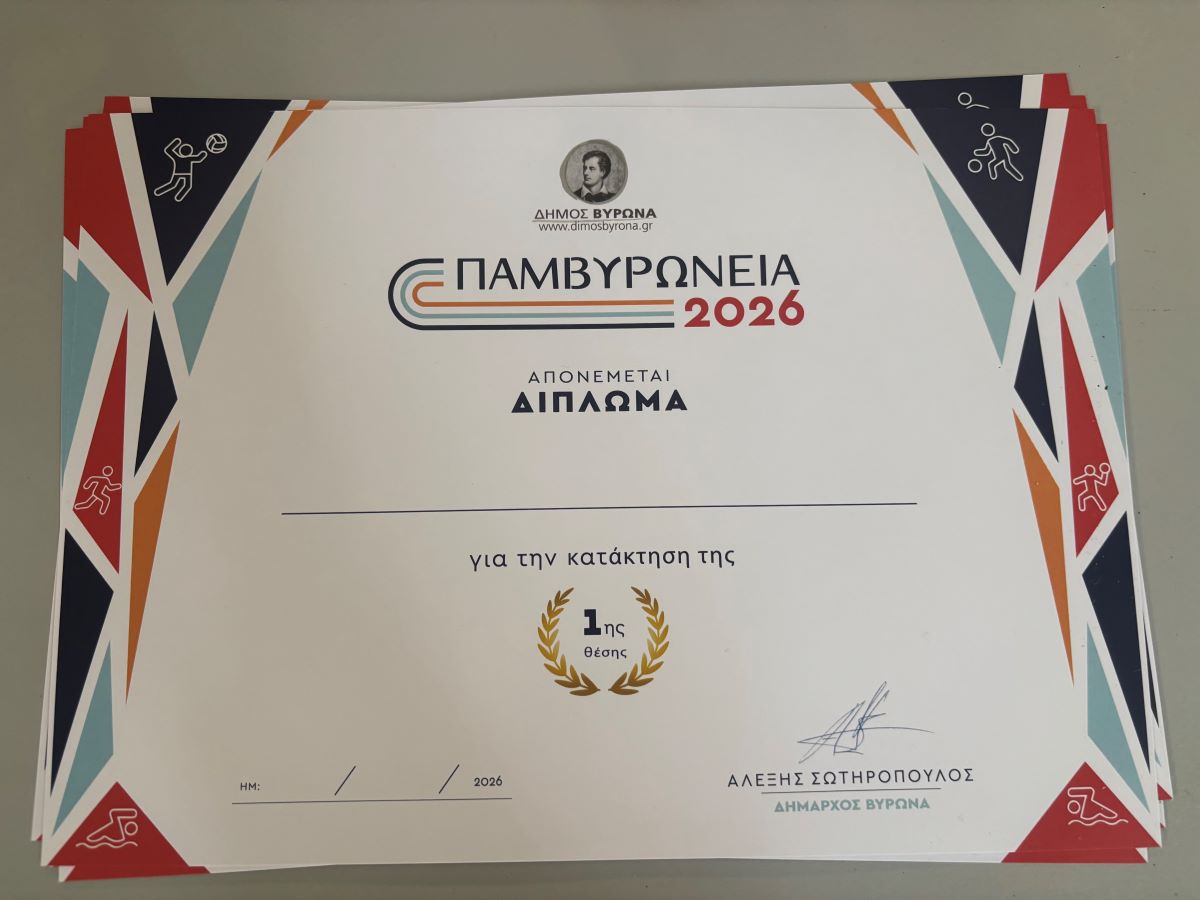 ΔΗΜΟΣ ΒΥΡΩΝΑ
www.dimosbyrona.gr
ΠΑΜΒΥΡΩΝΕΙΑ
2026
ΑΠΟΝΕΜΕΤΑΙ
ΔΙΠΛΩΜΑ
για την κατάκτηση της
1ης
θέσης
ΗΜ: / / 2026
ΑΛΕΞΗΣ ΣΩΤΗΡΟΠΟΥΛΟΣ
ΔΗΜΑΡΧΟΣ ΒΥΡΩΝΑ